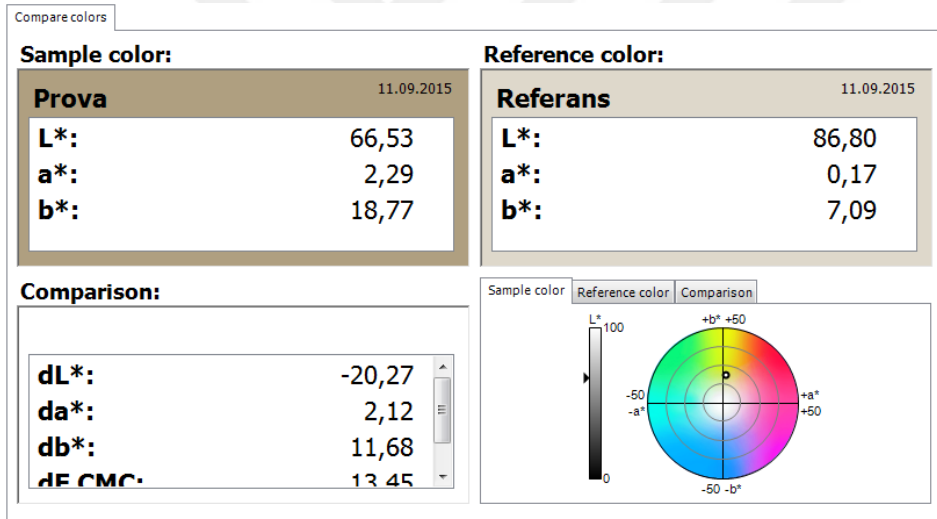 Compare colors
Sample color:
Prova 11.09.2015
L*: 66,53
a*: 2,29
b*: 18,77
Reference color:
Referans 11.09.2015
L*: 86,80
a*: 0,17
b*: 7,09
Comparison:
dL*: -20,27
da*: 2,12
db*: 11,68
dE CMC: 13,45
Sample color Reference color Comparison
L*
100
0
+b* +50
-50
-a*
+a*
+50
-50 -b*